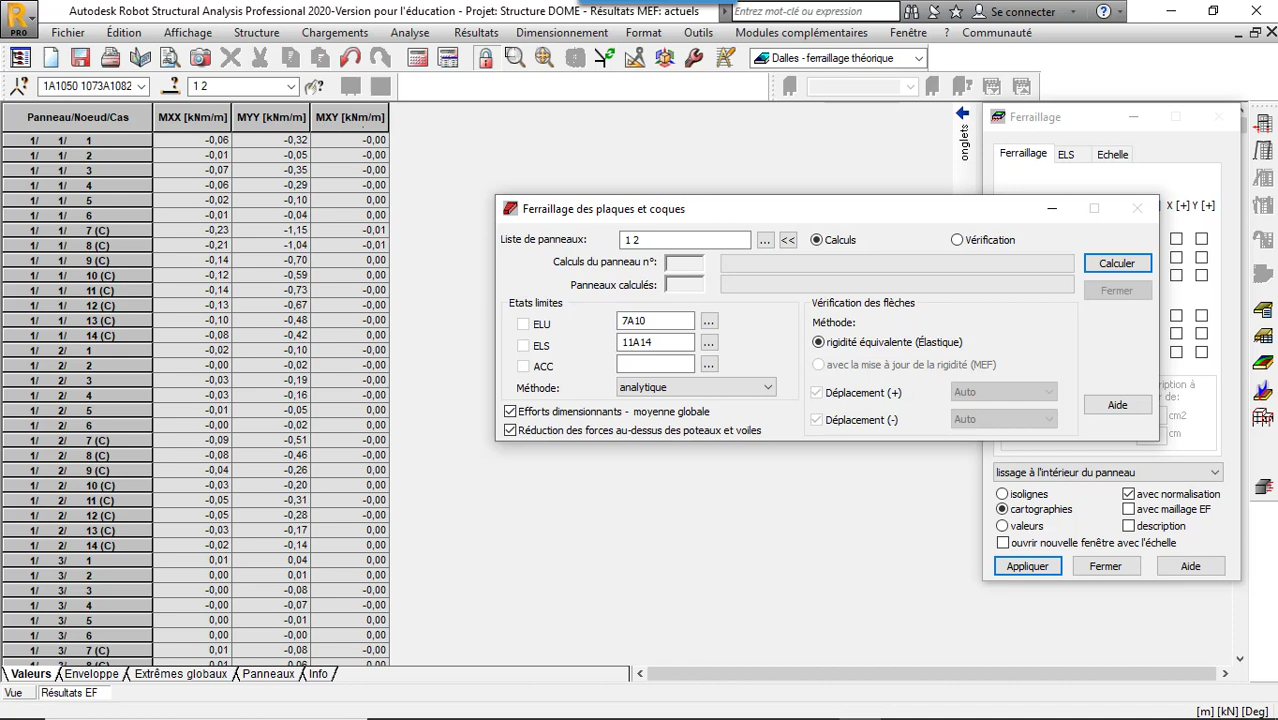 Autodesk Robot Structural Analysis Professional 2020-Version pour l'éducation - Projet: Structure DOME - Résultats MEF: actuels
Entrez mot-clé ou expression
Se connecter
PRO
Fichier Édition Affichage Structure Chargements Analyse Résultats Dimensionnement Format Outils Modules complémentaires Fenêtre ? Communauté
Dalles - ferraillage théorique
1A1050 1073A1082
1 2
Panneau/Noeud/Cas MXX [kNm/m] MYY [kNm/m] MXY [kNm/m]
1/ 1/ 1 -0,06 -0,32 -0,00
1/ 1/ 2 -0,01 -0,05 -0,00
1/ 1/ 3 -0,07 -0,35 -0,00
1/ 1/ 4 -0,06 -0,29 -0,00
1/ 1/ 5 -0,02 -0,10 -0,00
1/ 1/ 6 -0,01 -0,04 -0,00
1/ 1/ 7 (C) -0,23 -1,15 -0,01
1/ 1/ 8 (C) -0,21 -1,04 -0,01
1/ 1/ 9 (C) -0,14 -0,70 -0,00
1/ 1/ 10 (C) -0,12 -0,59 -0,00
1/ 1/ 11 (C) -0,14 -0,73 -0,00
1/ 1/ 12 (C) -0,13 -0,67 -0,00
1/ 1/ 13 (C) -0,10 -0,48 -0,00
1/ 1/ 14 (C) -0,08 -0,42 -0,00
1/ 2/ 1 -0,02 -0,12 0,00
1/ 2/ 2 -0,00 -0,02 0,00
1/ 2/ 3 -0,03 -0,19 0,00
1/ 2/ 4 -0,03 -0,16 0,00
1/ 2/ 5 -0,01 -0,05 0,00
1/ 2/ 6 -0,00 -0,02 0,00
1/ 2/ 7 (C) -0,09 -0,51 0,00
1/ 2/ 8 (C) -0,08 -0,46 0,00
1/ 2/ 9 (C) -0,04 -0,26 0,00
1/ 2/ 10 (C) -0,03 -0,20 0,00
1/ 2/ 11 (C) -0,05 -0,31 0,00
1/ 2/ 12 (C) -0,05 -0,28 0,00
1/ 2/ 13 (C) -0,03 -0,17 0,00
1/ 2/ 14 (C) -0,02 -0,14 0,00
1/ 3/ 1 0,01 0,04 0,00
1/ 3/ 2 0,00 0,01 0,00
1/ 3/ 3 -0,00 -0,08 0,00
1/ 3/ 4 -0,00 -0,07 0,00
1/ 3/ 5 0,00 -0,01 0,00
1/ 3/ 6 0,00 -0,00 0,00
1/ 3/ 7 (C) 0,01 -0,08 0,00
Valeurs Enveloppe Extrêmes globaux Panneaux Info
Vue Résultats EF
[m] [kN] [Deg]
onglets
Ferraillage
Ferraillage ELS Echelle
X [+] Y [+]
Ferraillage des plaques et coques
Liste de panneaux: 1 2 ... << Calculs Vérification
Calculs du panneau n°: Calculer
Panneaux calculés: Fermer
Etats limites
ELU 7A10 ...
ELS 11A14 ...
ACC ...
Méthode: analytique
Efforts dimensionnants - moyenne globale
Réduction des forces au-dessus des poteaux et voiles
Vérification des flèches
Méthode:
rigidité équivalente (Élastique)
avec la mise à jour de la rigidité (MEF)
Déplacement (+) Auto
Déplacement (-) Auto
Aide
cm2
cm
lissage à l'intérieur du panneau
isolignes avec normalisation
cartographies avec maillage EF
valeurs description
ouvrir nouvelle fenêtre avec l'échelle
Appliquer Fermer Aide